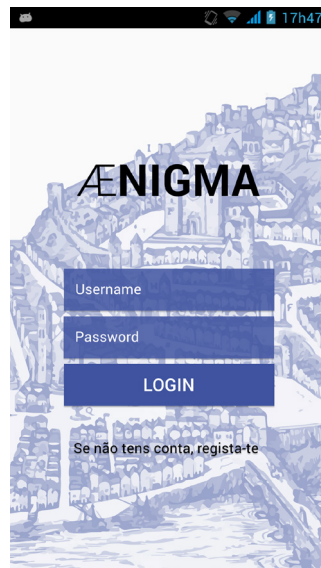 17h47
ÆNIGMA
Username
Password
LOGIN
Se não tens conta, regista-te